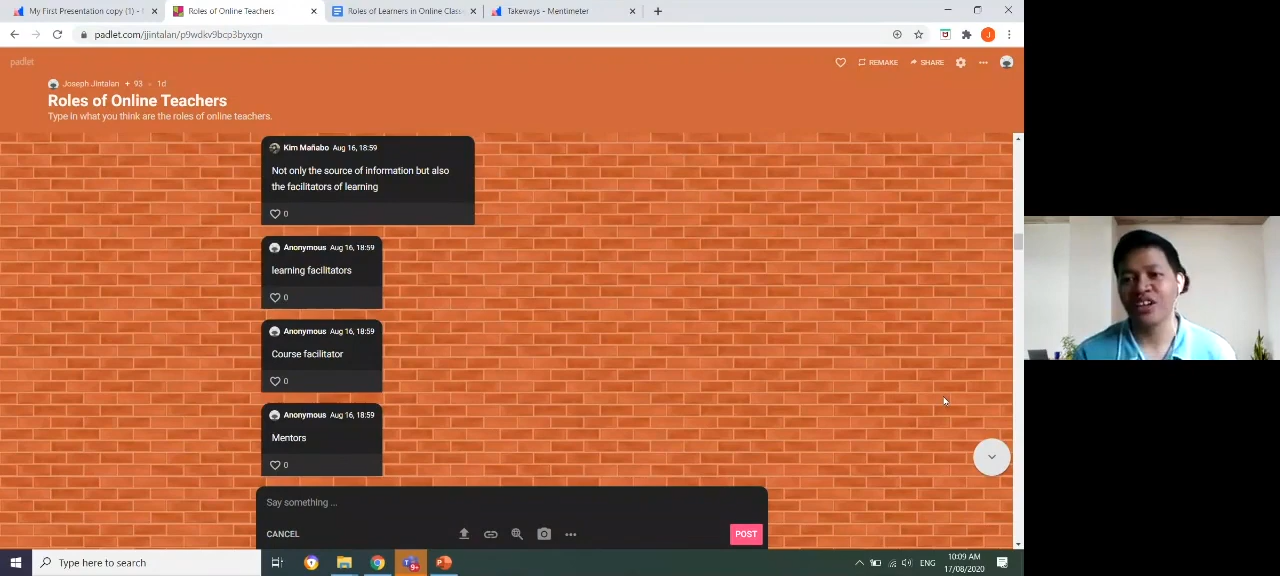 My First Presentation copy (1) -
Roles of Online Teachers
Roles of Learners in Online Class
Takeways - Mentimeter
padlet.com/jjintalan/p9wdkv9bcp3byxgn
J
padlet
REMAKE
SHARE
Joseph Jintalan + 93 • 1d
Roles of Online Teachers
Type in what you think are the roles of online teachers.
Kim Mañabo Aug 16, 18:59
Not only the source of information but also
the facilitators of learning
0
Anonymous Aug 16, 18:59
learning facilitators
0
Anonymous Aug 16, 18:59
Course facilitator
0
Anonymous Aug 16, 18:59
Mentors
0
Say something ...
CANCEL
POST
Type here to search
9+
ENG
10:09 AM
17/08/2020